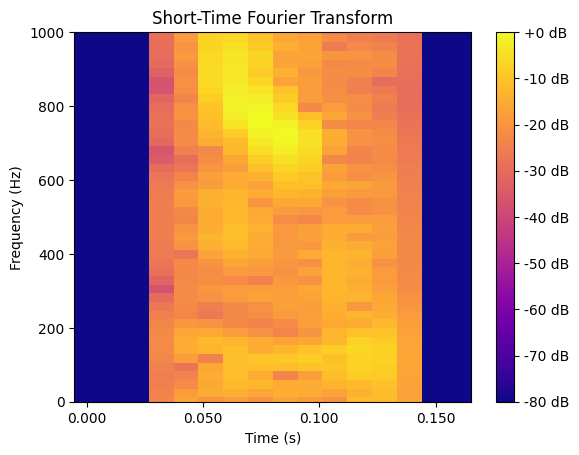 Short-Time Fourier Transform
1000
800
600
400
200
0
Frequency (Hz)
0.000
0.050
0.100
0.150
Time (s)
+0 dB
-10 dB
-20 dB
-30 dB
-40 dB
-50 dB
-60 dB
-70 dB
-80 dB